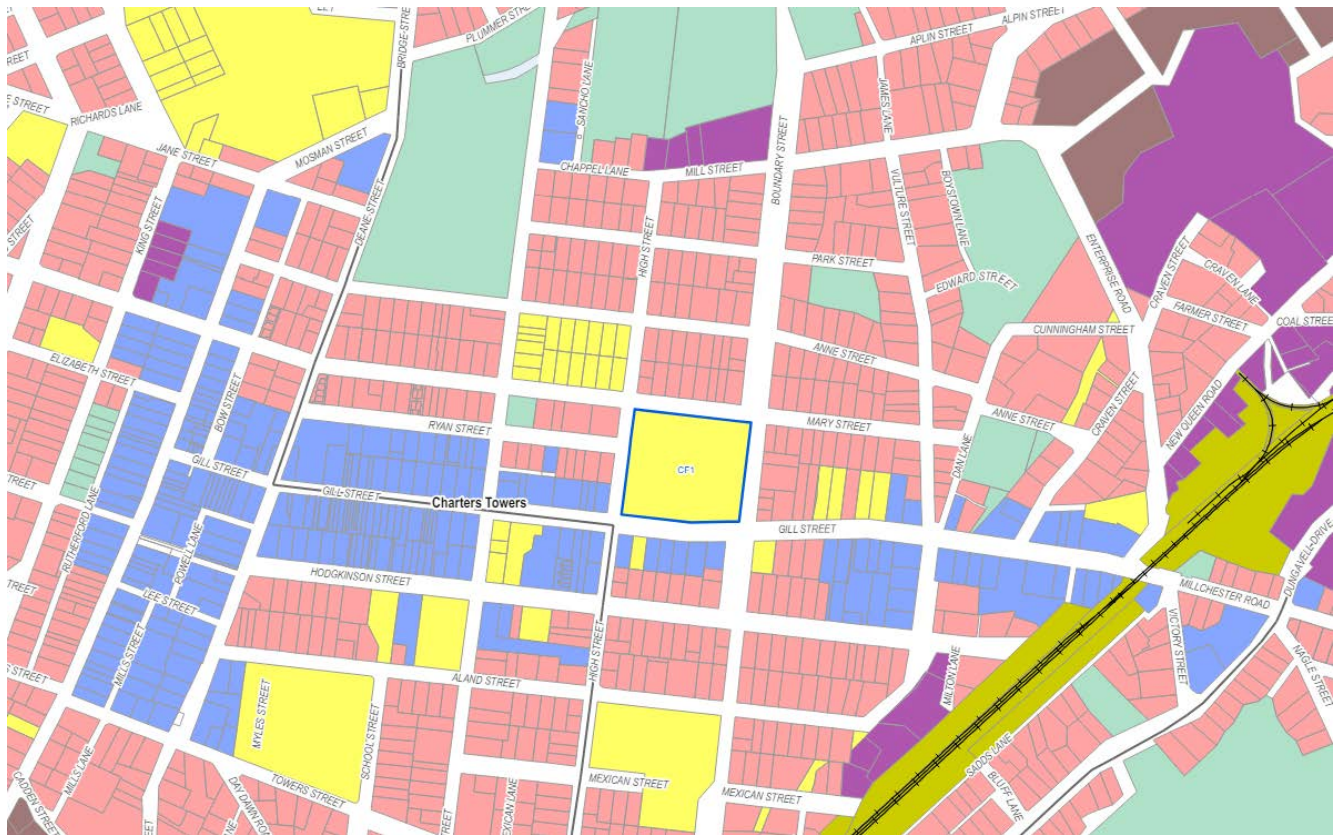 PLUMMER STREET
BRIDGE STREET
ALPIN STREET
APLIN STREET
STREET
SANCHO LANE
JAMES LANE
RICHARDS LANE
JANE STREET
MOSMAN STREET
CHAPPEL LANE
MILL STREET
BOUNDARY STREET
VULTURE STREET
BOYSTOWN LANE
KING STREET
DEANE STREET
HIGH STREET
PARK STREET
EDWARD STREET
ENTERPRISE ROAD
CRAVEN STREET
CRAVEN LANE
FARMER STREET
COAL STREET
CUNNINGHAM STREET
ELIZABETH STREET
BOW STREET
ANNE STREET
RYAN STREET
MARY STREET
ANNE STREET
CRAVEN STREET
NEW QUEEN ROAD
DAN LANE
GILL STREET
CF1
GILL STREET
Charters Towers
GILL STREET
RUTHERFORD LANE
POWELL LANE
HODGKINSON STREET
LEE STREET
MILLCHESTER ROAD
DUNGAVELL DRIVE
VICTORY STREET
NAGLE STREET
MILLS STREET
ALAND STREET
HIGH STREET
MILTON LANE
MYLES STREET
SCHOOL STREET
SADDS LANE
BLUFF LANE
CADDEN STREET
MILLS LANE
TOWERS STREET
DAY DAWN ROAD
MEXICAN LANE
MEXICAN STREET
MEXICAN STREET